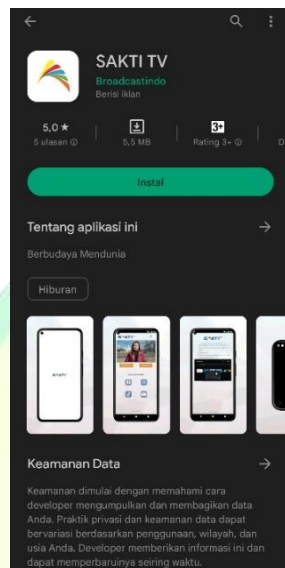 SAKTI TV
Broadcastindo
Berisi iklan
5,0 ★
5 ulasan
5,5 MB
3+
Rating 3+
D
Instal
Tentang aplikasi ini
Berbudaya Mendunia
Hiburan
Keamanan Data
Keamanan dimulai dengan memahami cara
developer mengumpulkan dan membagikan data
Anda. Praktik privasi dan keamanan data dapat
bervariasi berdasarkan penggunaan, wilayah, dan
usia Anda. Developer memberikan informasi ini dan
dapat memperbaruinya seiring waktu.